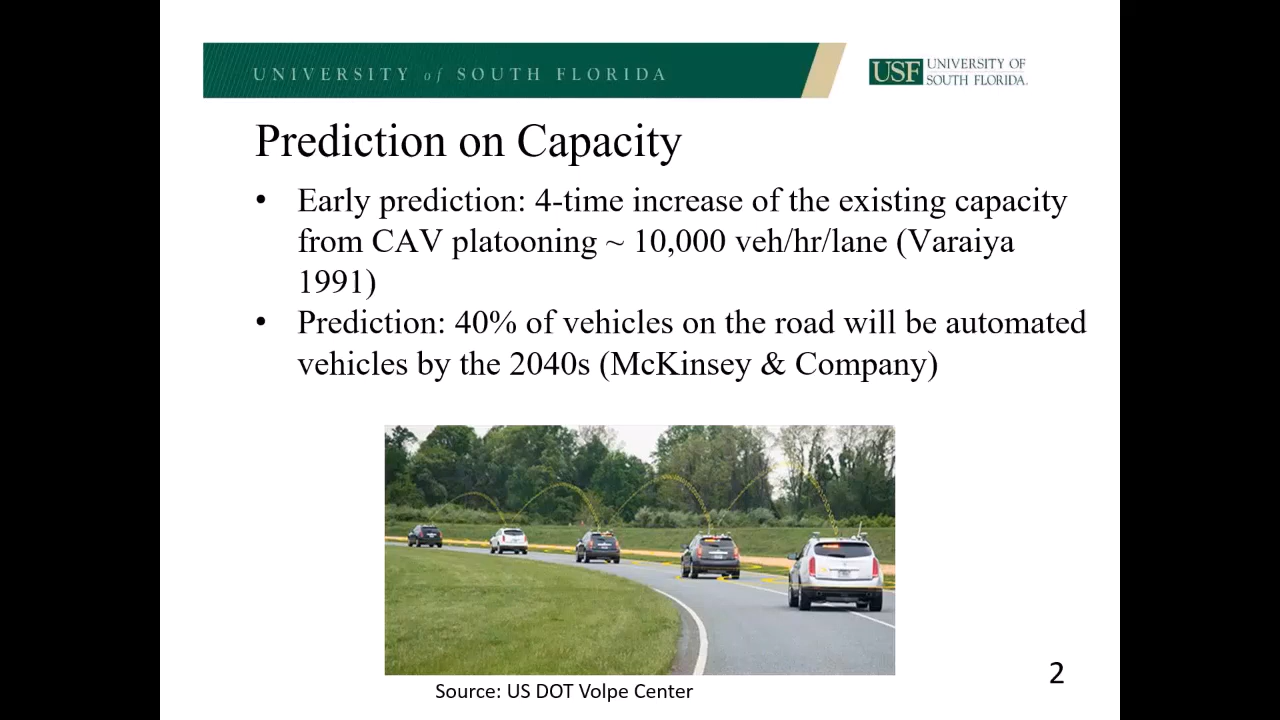 UNIVERSITY of SOUTH FLORIDA
USF UNIVERSITY OF
SOUTH FLORIDA.
Prediction on Capacity
• Early prediction: 4-time increase of the existing capacity
from CAV platooning ~ 10,000 veh/hr/lane (Varaiya
1991)
• Prediction: 40% of vehicles on the road will be automated
vehicles by the 2040s (McKinsey & Company)
Source: US DOT Volpe Center
2